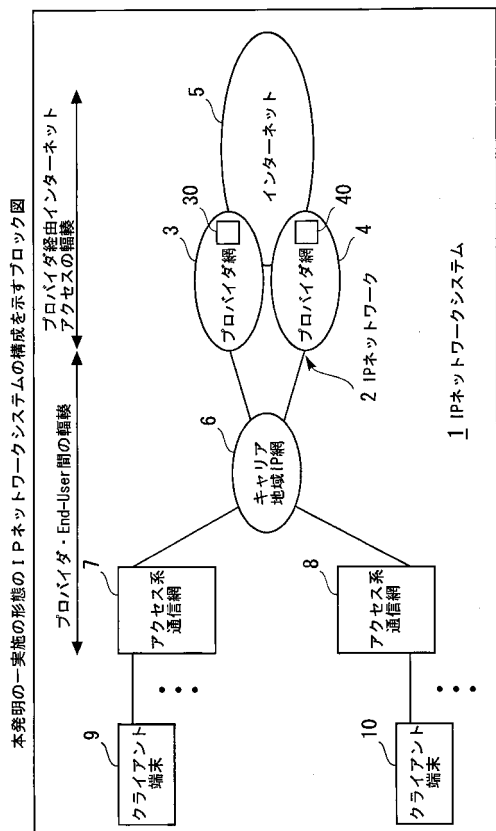 本発明の一実施の形態のIPネットワークシステムの構成を示すブロック図
プロバイダ・End-User間の輻輳
プロバイダ経由インターネット
アクセスの輻輳
9
クライアント
端末
7
アクセス系
通信網
6
キャリア
地域IP網
3
30
プロバイダ網
5
インターネット
プロバイダ網
40
4
2 IPネットワーク
8
アクセス系
通信網
10
クライアント
端末
1 IPネットワークシステム